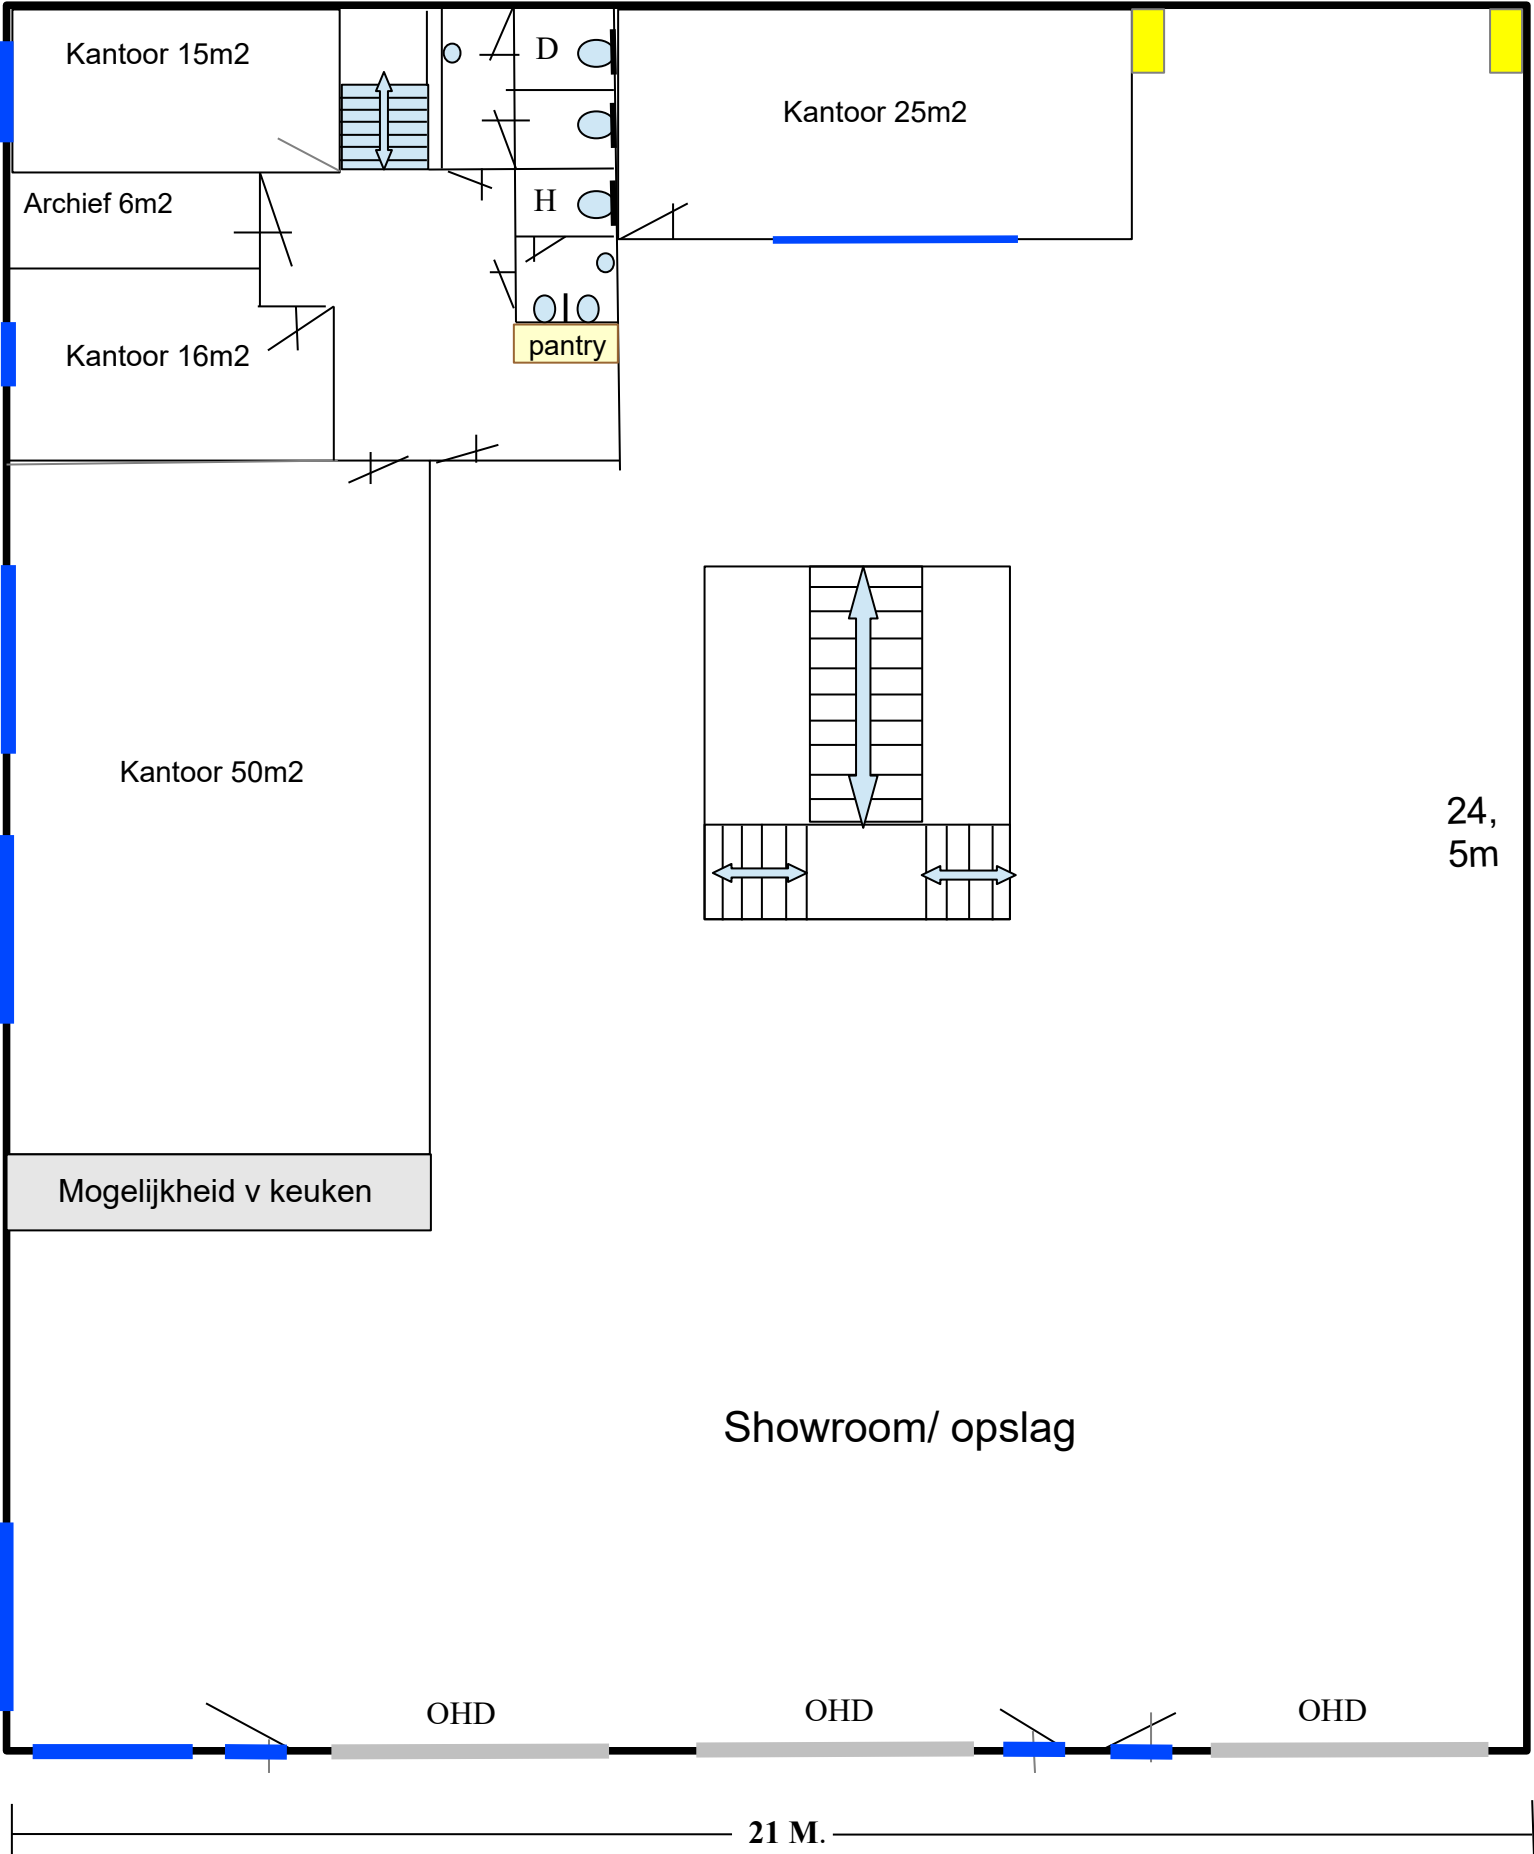 Kantoor 15m2
D
Kantoor 25m2
Archief 6m2
H
Kantoor 16m2
pantry
Kantoor 50m2
24,
5m
Mogelijkheid v keuken
Showroom/ opslag
OHD
OHD
OHD
21 M.